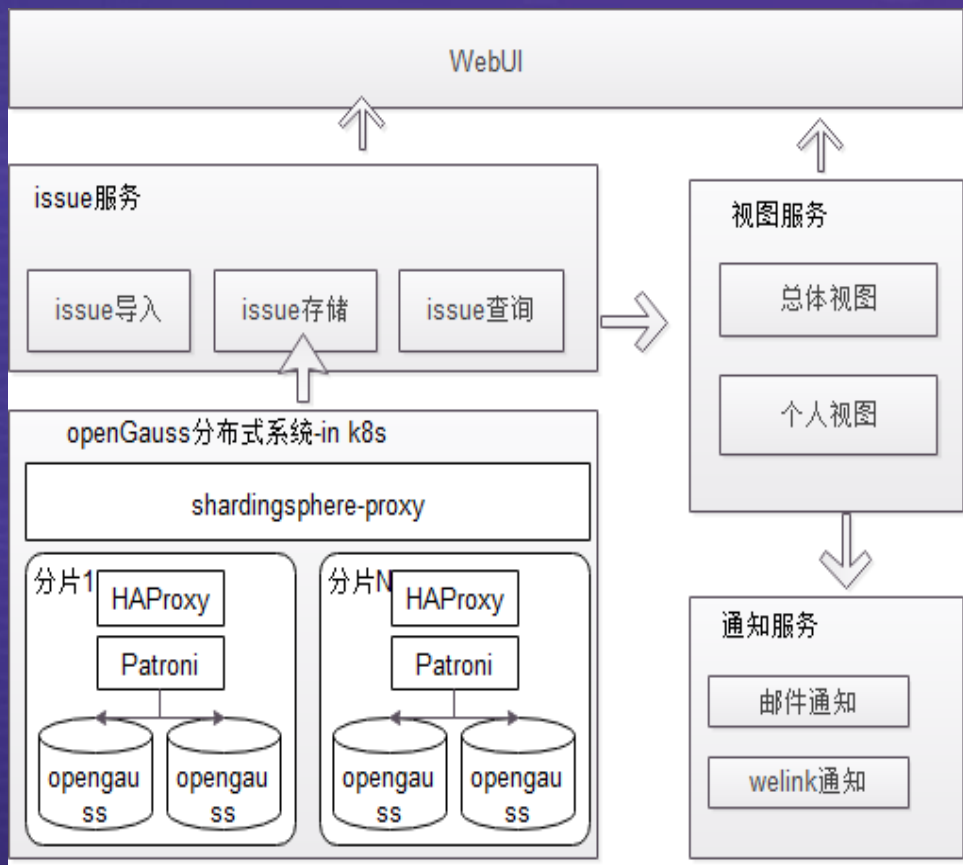 WebUI
issue服务
issue导入
issue存储
issue查询
视图服务
总体视图
个人视图
openGauss分布式系统-in k8s
shardingsphere-proxy
分片1
HAProxy
Patroni
opengau
ss
opengau
ss
分片N
HAProxy
Patroni
opengau
ss
opengau
ss
通知服务
邮件通知
welink通知